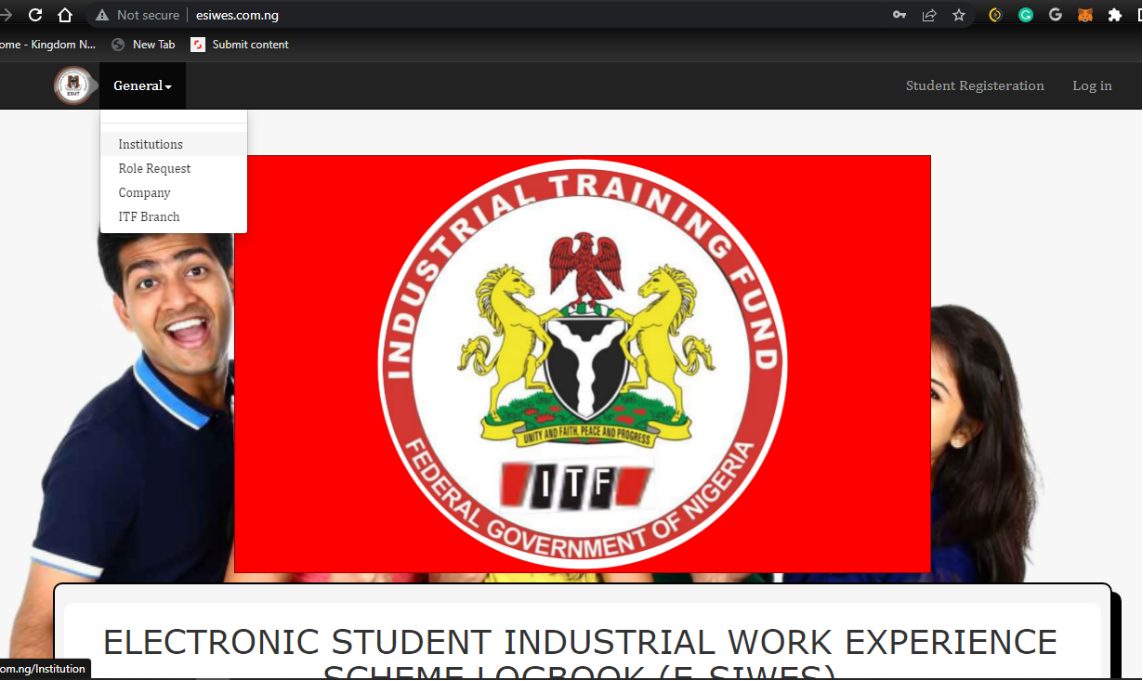 Not secure | esiwes.com.ng
ome - Kingdom N... New Tab Submit content
ESUT General Student Registeration Log in
Institutions
Role Request
Company
ITF Branch
INDUSTRIAL TRAINING FUND
UNITY AND FAITH, PEACE AND PROGRESS
ITF
FEDERAL GOVERNMENT OF NIGERIA
ELECTRONIC STUDENT INDUSTRIAL WORK EXPERIENCE
SCHEME LOGBOOK (E-SIWES)
om.ng/Institution